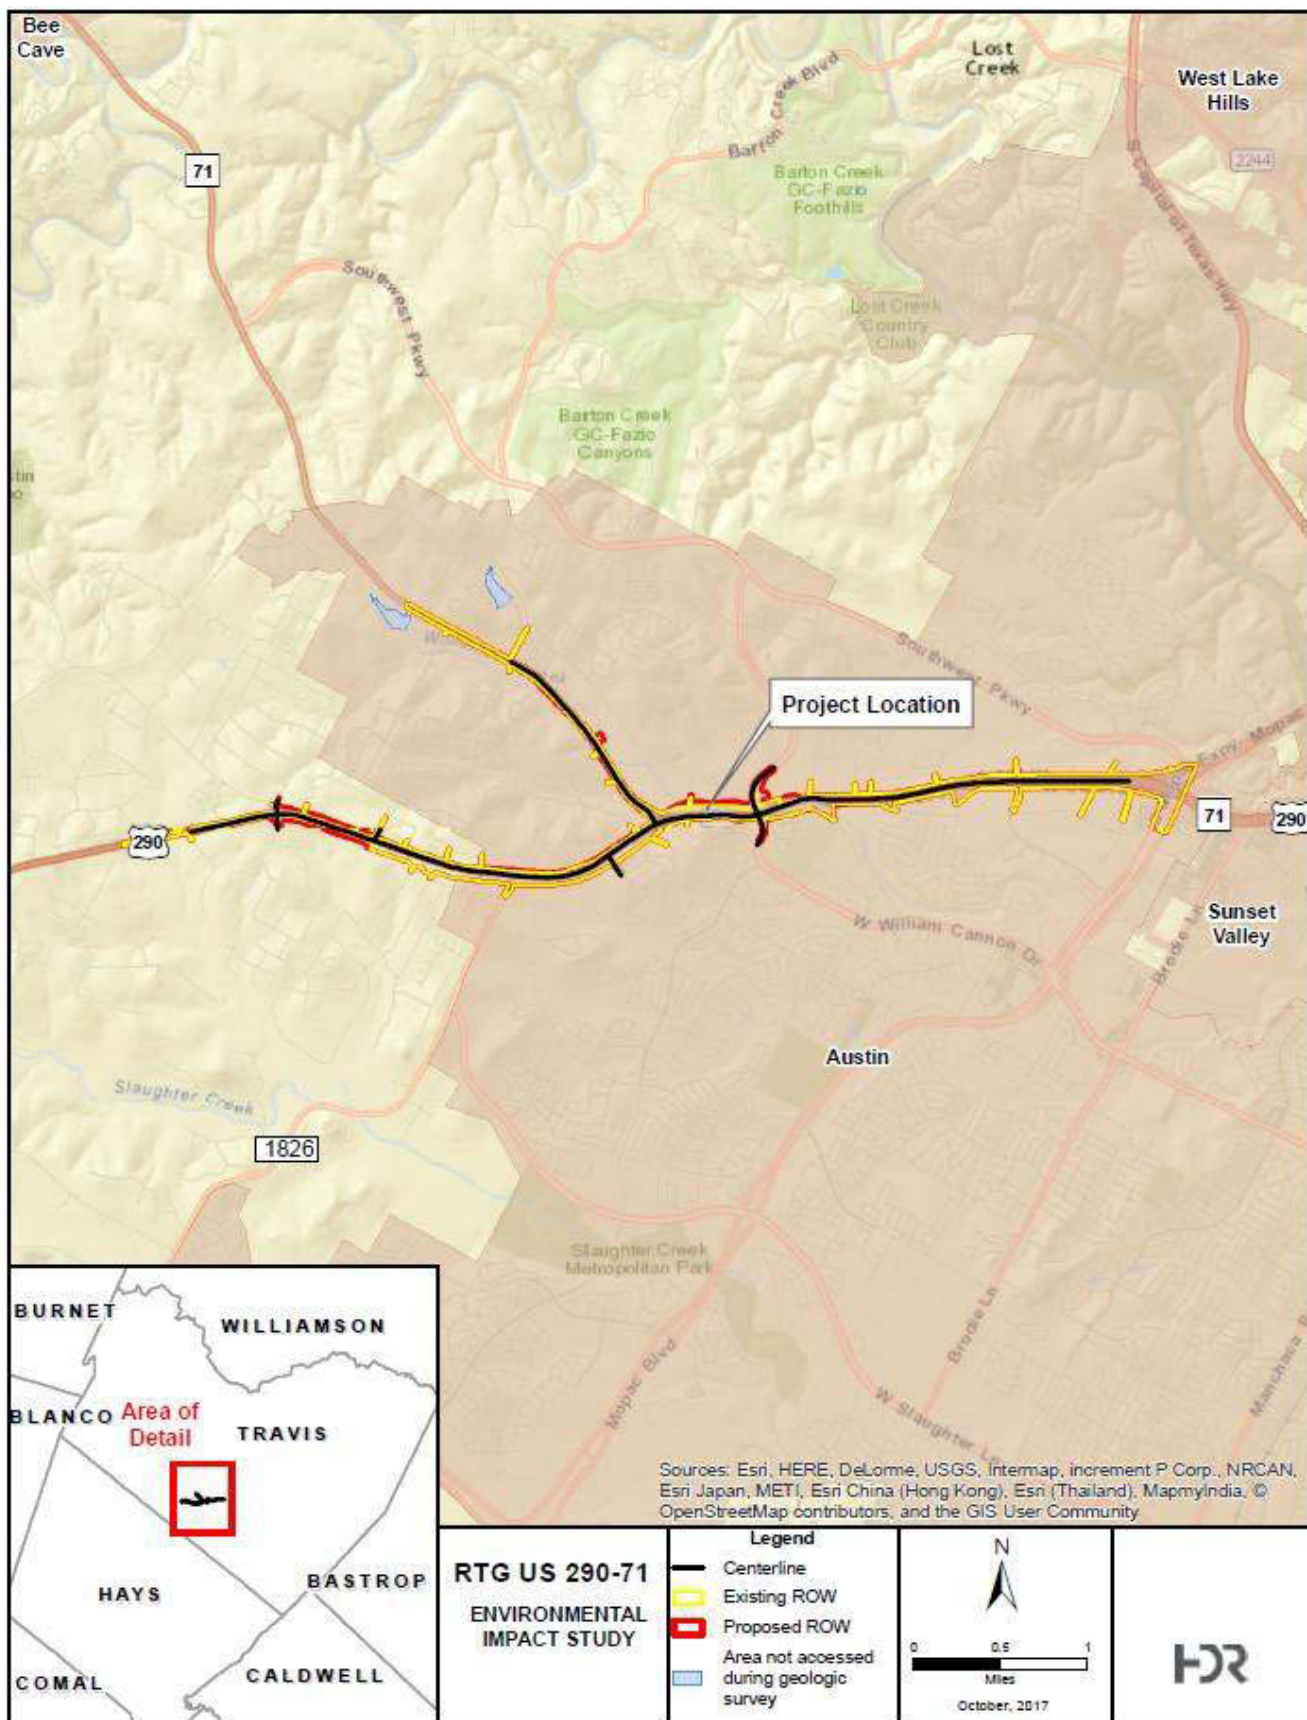 Bee
Cave
Lost
Creek
West Lake
Hills
Barton Creek Blvd
2244
71
Barton Creek
GC-Fazio
Foothills
S Capital of Texas Hwy
Southwest Pkwy
Lost Creek
Country
Club
Barton Creek
GC-Fazio
Canyons
Project Location
Southwest Pkwy
Expy
Mopac
71
290
290
W William Cannon Dr
Sunset
Valley
Brodie Ln
Austin
Slaughter Creek
1826
Slaughter Creek
Metropolitan Park
Brodie Ln
Mopac Blvd
W Slaughter Ln
Manchaca
BURNET
WILLIAMSON
BLANCO
Area of
Detail
TRAVIS
HAYS
BASTROP
COMAL
CALDWELL
Sources: Esri, HERE, DeLorme, USGS, Intermap, increment P Corp., NRCAN,
Esri Japan, METI, Esri China (Hong Kong), Esri (Thailand), MapmyIndia, ©
OpenStreetMap contributors, and the GIS User Community
RTG US 290-71
ENVIRONMENTAL
IMPACT STUDY
Legend
Centerline
Existing ROW
Proposed ROW
Area not accessed
during geologic
survey
N
0 0.5 1
Miles
October, 2017
HDR